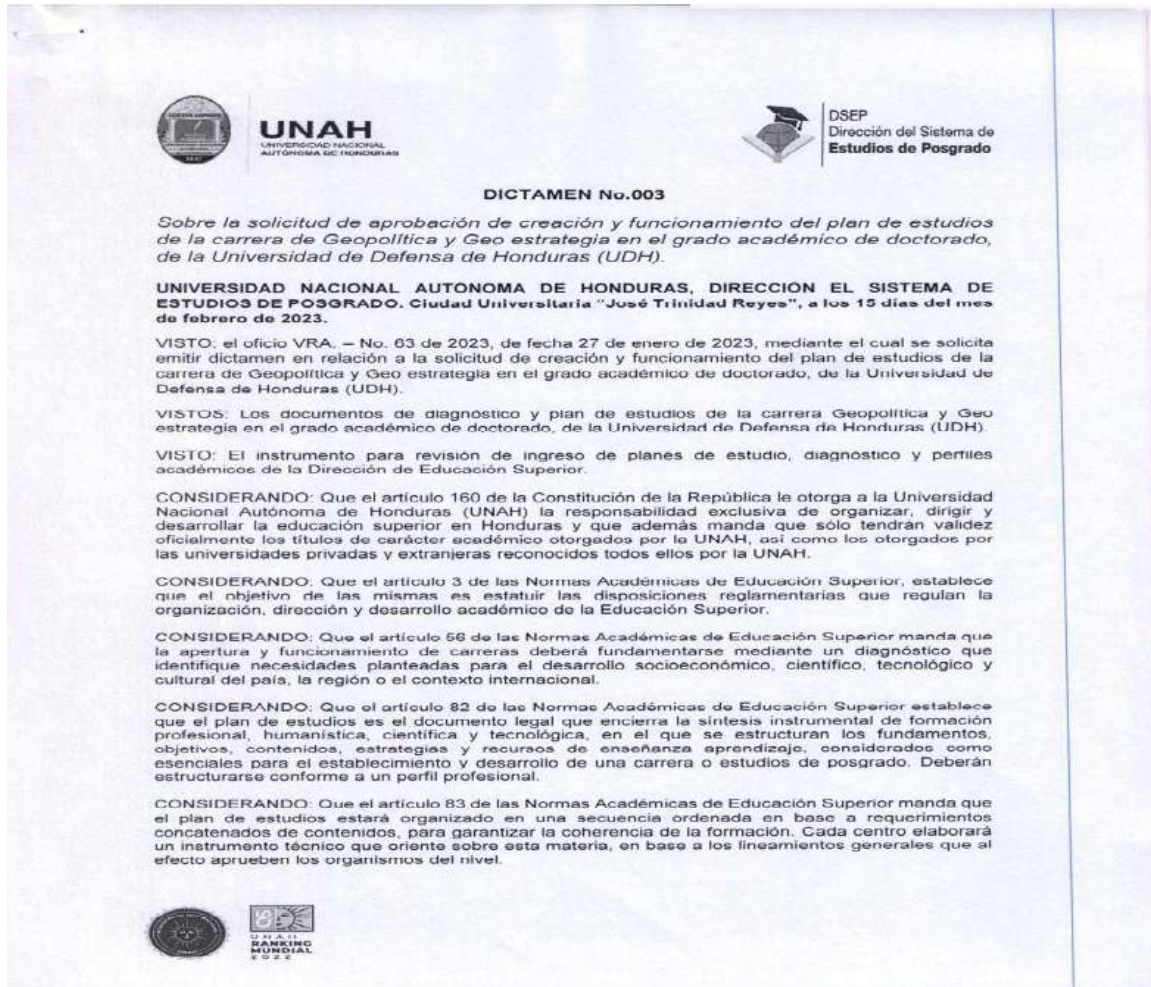 UNAH
UNIVERSIDAD NACIONAL
AUTÓNOMA DE HONDURAS
DSEP
Dirección del Sistema de
Estudios de Posgrado
DICTAMEN No.003
Sobre la solicitud de aprobación de creación y funcionamiento del plan de estudios
de la carrera de Geopolítica y Geo estrategia en el grado académico de doctorado,
de la Universidad de Defensa de Honduras (UDH).
UNIVERSIDAD NACIONAL AUTONOMA DE HONDURAS, DIRECCIÓN EL SISTEMA DE
ESTUDIOS DE POSGRADO. Ciudad Universitaria "José Trinidad Reyes", a los 15 días del mes
de febrero de 2023.
VISTO: el oficio VRA. – No. 63 de 2023, de fecha 27 de enero de 2023, mediante el cual se solicita
emitir dictamen en relación a la solicitud de creación y funcionamiento del plan de estudios de la
carrera de Geopolítica y Geo estrategia en el grado académico de doctorado, de la Universidad de
Defensa de Honduras (UDH).
VISTOS: Los documentos de diagnóstico y plan de estudios de la carrera Geopolítica y Geo
estrategia en el grado académico de doctorado, de la Universidad de Defensa de Honduras (UDH).
VISTO: El instrumento para revisión de ingreso de planes de estudio, diagnóstico y perfiles
académicos de la Dirección de Educación Superior.
CONSIDERANDO: Que el artículo 160 de la Constitución de la República le otorga a la Universidad
Nacional Autónoma de Honduras (UNAH) la responsabilidad exclusiva de organizar, dirigir y
desarrollar la educación superior en Honduras y que además manda que sólo tendrán validez
oficialmente los títulos de carácter académico otorgados por la UNAH, así como los otorgados por
las universidades privadas y extranjeras reconocidos todos ellos por la UNAH.
CONSIDERANDO: Que el artículo 3 de las Normas Académicas de Educación Superior, establece
que el objetivo de las mismas es estatuir las disposiciones reglamentarias que regulan la
organización, dirección y desarrollo académico de la Educación Superior.
CONSIDERANDO: Que el artículo 56 de las Normas Académicas de Educación Superior manda que
la apertura y funcionamiento de carreras deberá fundamentarse mediante un diagnóstico que
identifique necesidades planteadas para el desarrollo socioeconómico, científico, tecnológico y
cultural del país, la región o el contexto internacional.
CONSIDERANDO: Que el artículo 82 de las Normas Académicas de Educación Superior establece
que el plan de estudios es el documento legal que encierra la síntesis instrumental de formación
profesional, humanística, científica y tecnológica, en el que se estructuran los fundamentos,
objetivos, contenidos, estrategias y recursos de enseñanza aprendizaje, considerados como
esenciales para el establecimiento y desarrollo de una carrera o estudios de posgrado. Deberán
estructurarse conforme a un perfil profesional.
CONSIDERANDO: Que el artículo 83 de las Normas Académicas de Educación Superior manda que
el plan de estudios estará organizado en una secuencia ordenada en base a requerimientos
concatenados de contenidos, para garantizar la coherencia de la formación. Cada centro elaborará
un instrumento técnico que oriente sobre esta materia, en base a los lineamientos generales que al
efecto aprueben los organismos del nivel.
UNAH
RANKING
MUNDIAL
2022